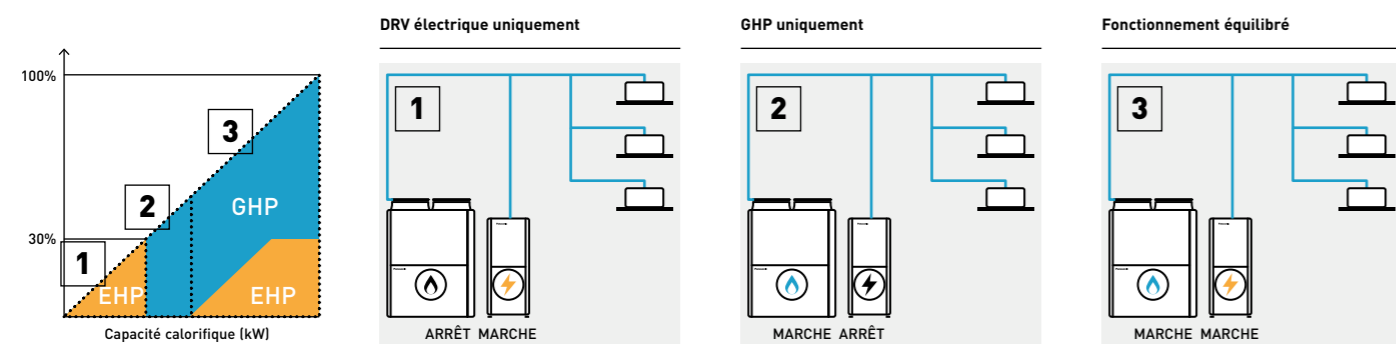 100%
30%
1
2
3
GHP
EHP
EHP
Capacité calorifique (kW)
DRV électrique uniquement
1
ARRÊT MARCHE
GHP uniquement
2
MARCHE ARRÊT
Fonctionnement équilibré
3
MARCHE MARCHE